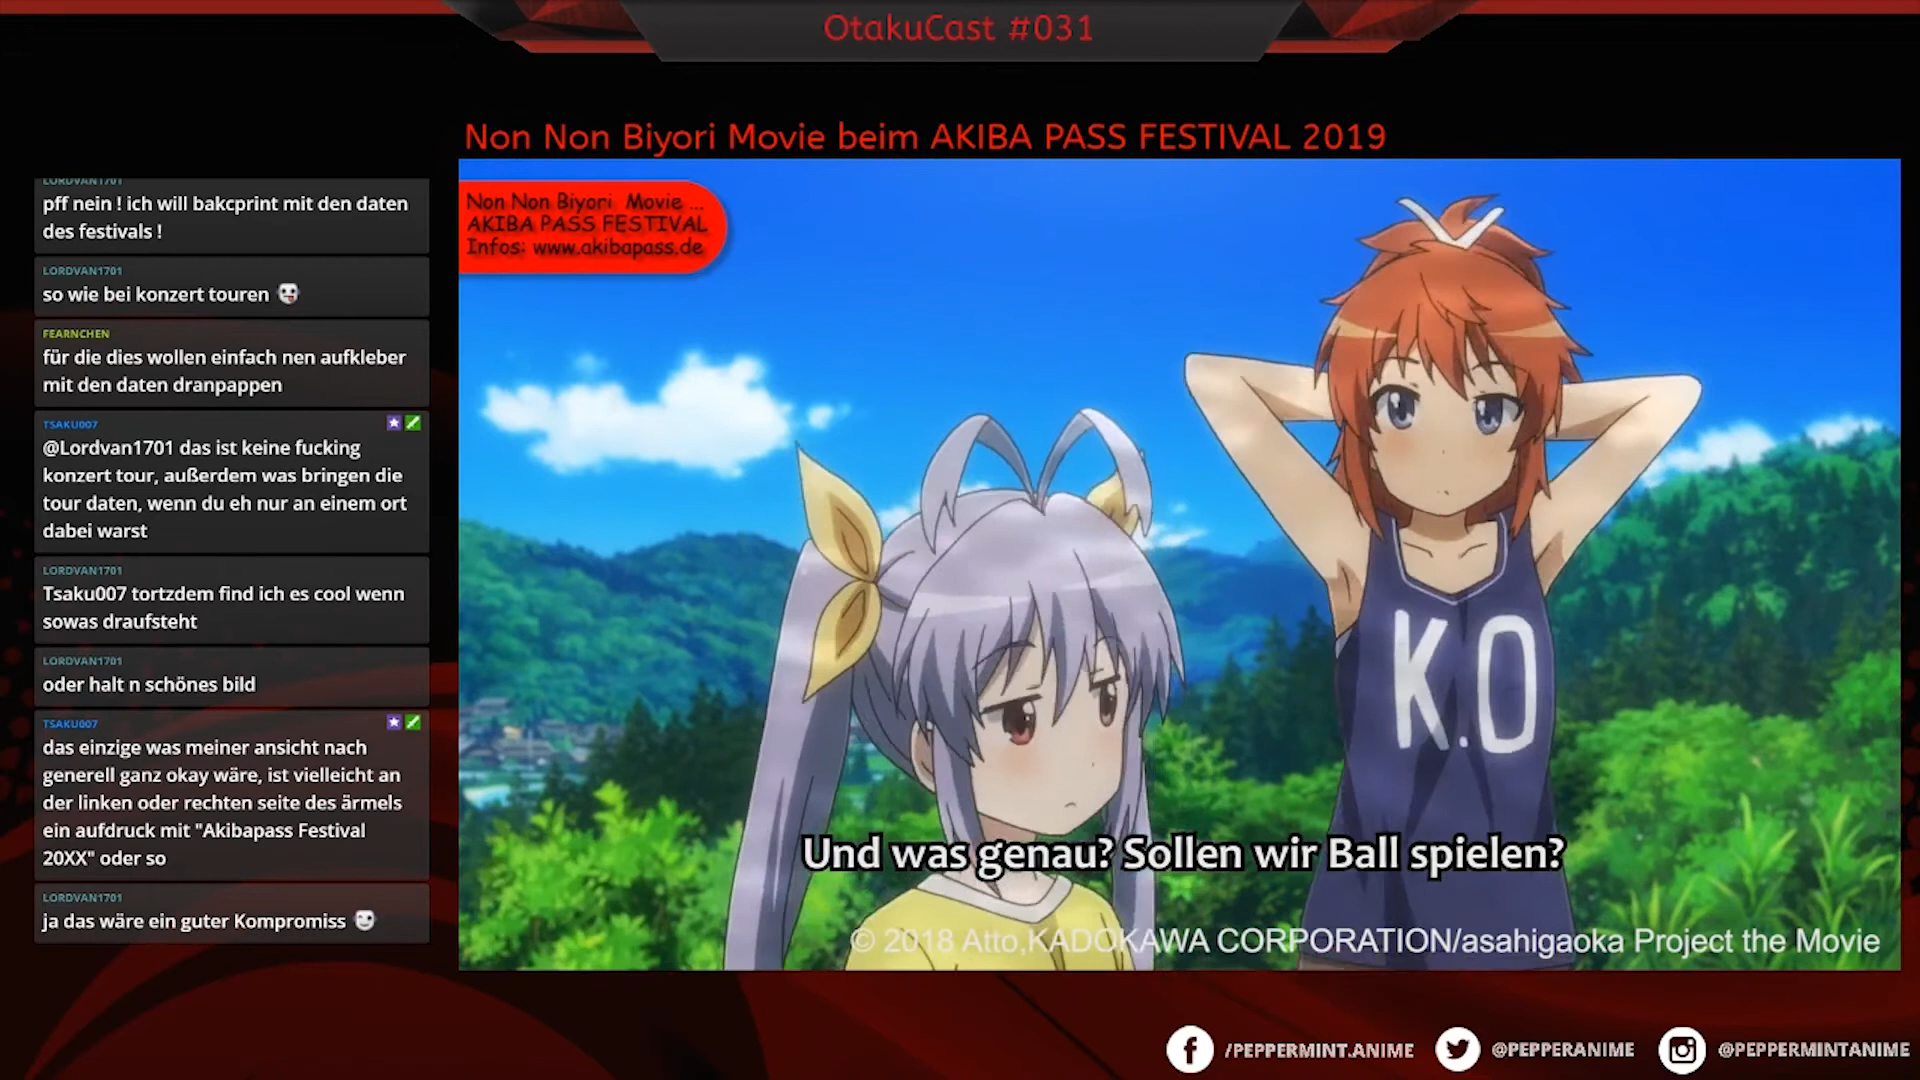 OtakuCast #031
Non Non Biyori Movie beim AKIBA PASS FESTIVAL 2019
LORDVAN1701
pff nein ! ich will bakcprint mit den daten
des festivals !
LORDVAN1701
so wie bei konzert touren
FEARNCHEN
für die dies wollen einfach nen aufkleber
mit den daten dranpappen
TSAKU007
@Lordvan1701 das ist keine fucking
konzert tour, außerdem was bringen die
tour daten, wenn du eh nur an einem ort
dabei warst
LORDVAN1701
Tsaku007 tortzdem find ich es cool wenn
sowas draufsteht
LORDVAN1701
oder halt n schönes bild
TSAKU007
das einzige was meiner ansicht nach
generell ganz okay wäre, ist vielleicht an
der linken oder rechten seite des ärmels
ein aufdruck mit "Akibapass Festival
20XX" oder so
LORDVAN1701
ja das wäre ein guter Kompromiss
Non Non Biyori Movie ...
AKIBA PASS FESTIVAL
Infos: www.akibapass.de
K.O
Und was genau? Sollen wir Ball spielen?
© 2018 Atto,KADOKAWA CORPORATION/asahigaoka Project the Movie
/PEPPERMINT.ANIME
@PEPPERANIME
@PEPPERMINTANIME